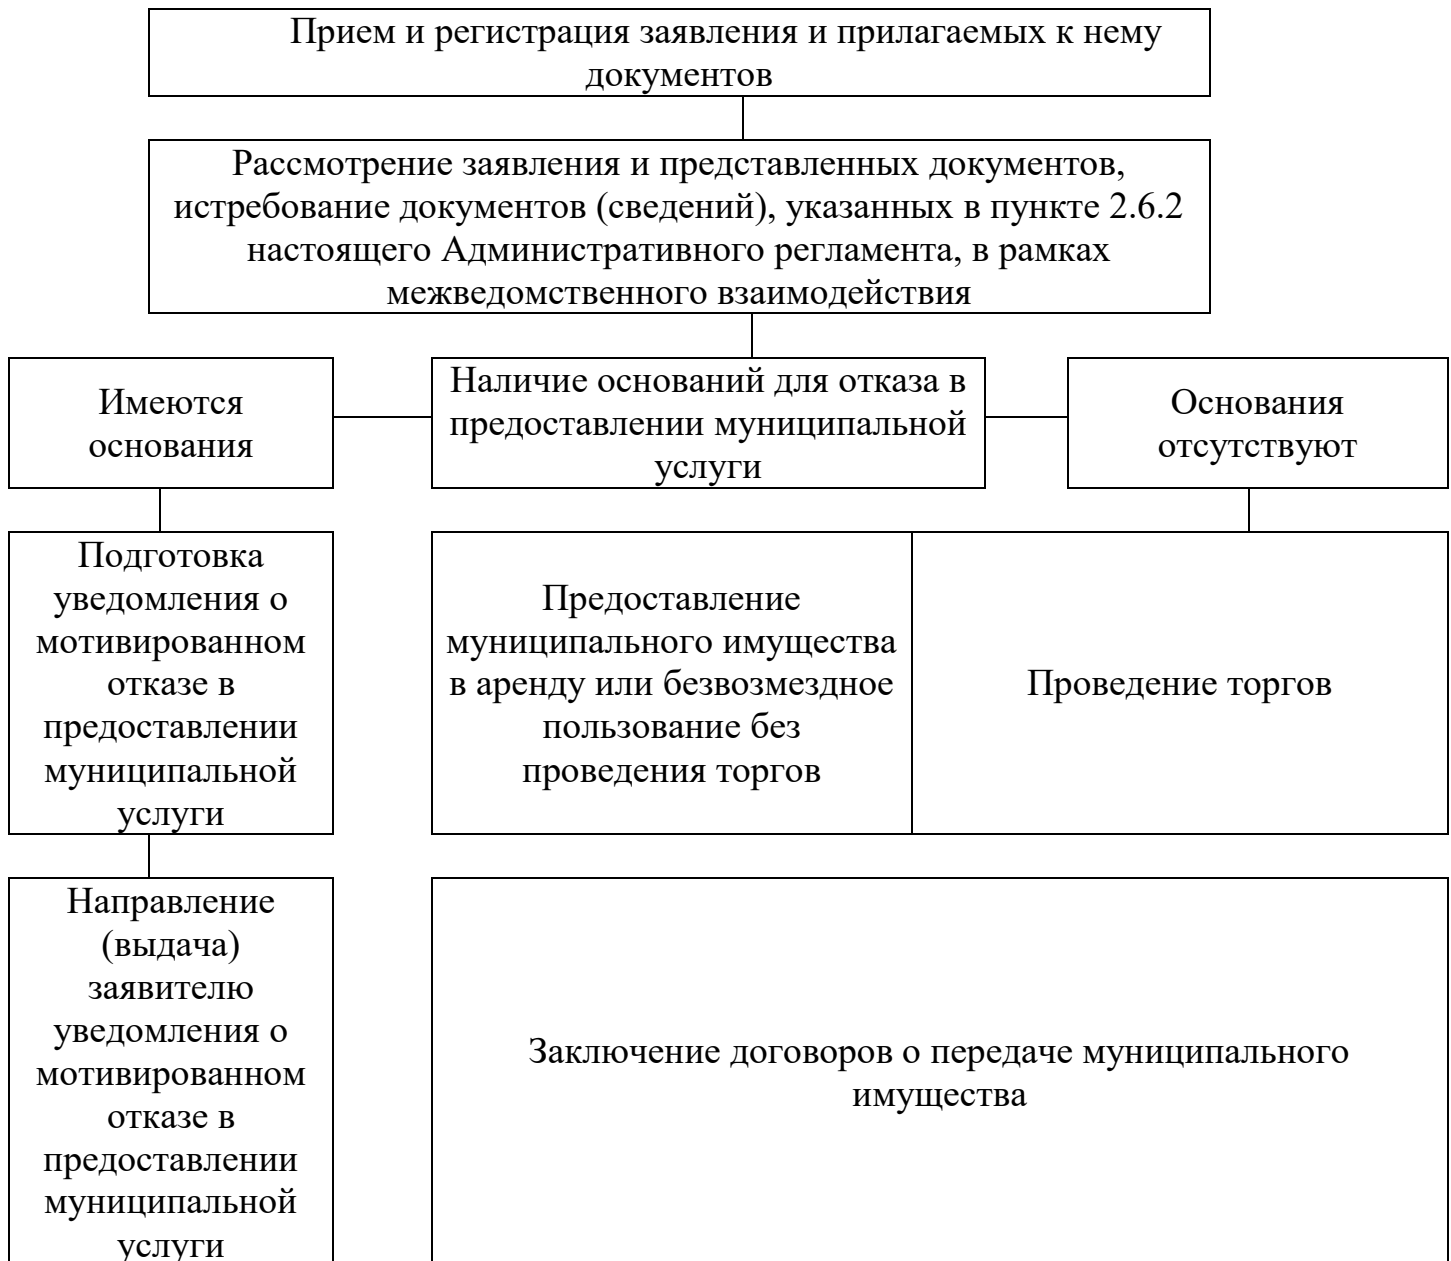 Прием и регистрация заявления и прилагаемых к нему
документов
Рассмотрение заявления и представленных документов,
истребование документов (сведений), указанных в пункте 2.6.2
настоящего Административного регламента, в рамках
межведомственного взаимодействия
Имеются
основания
Наличие оснований для отказа в
предоставлении муниципальной
услуги
Основания
отсутствуют
Подготовка
уведомления о
мотивированном
отказе в
предоставлении
муниципальной
услуги
Предоставление
муниципального имущества
в аренду или безвозмездное
пользование без
проведения торгов
Проведение торгов
Направление
(выдача)
заявителю
уведомления о
мотивированном
отказе в
предоставлении
муниципальной
услуги
Заключение договоров о передаче муниципального
имущества